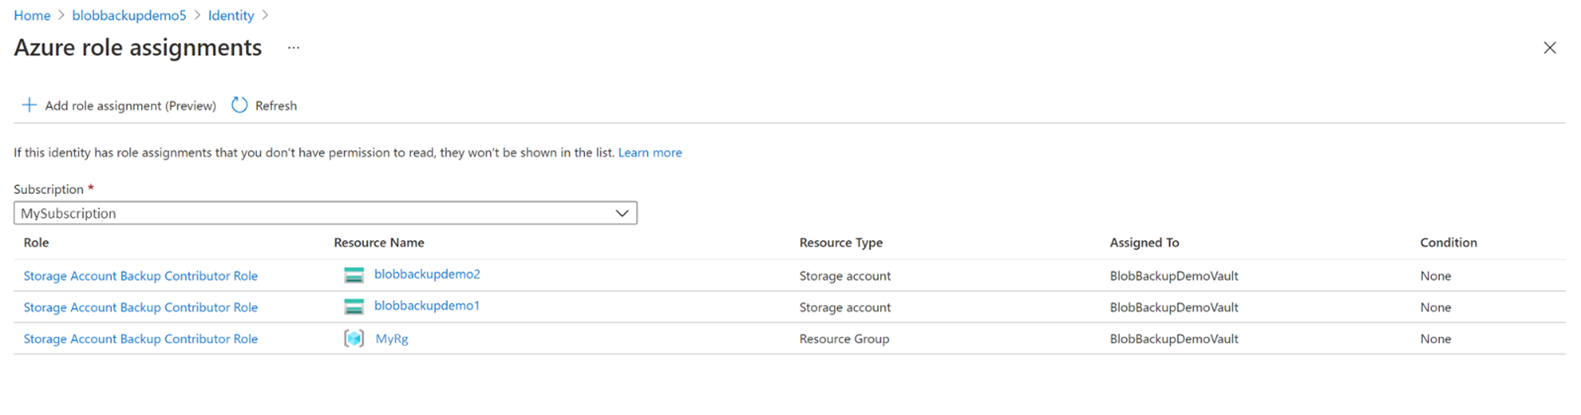 Home > blobbackupdemo5 > Identity >
Azure role assignments ...
Add role assignment (Preview) Refresh
If this identity has role assignments that you don't have permission to read, they won't be shown in the list. Learn more
Subscription *
MySubscription
Role Resource Name Resource Type Assigned To Condition
Storage Account Backup Contributor Role blobbackupdemo2 Storage account BlobBackupDemoVault None
Storage Account Backup Contributor Role blobbackupdemo1 Storage account BlobBackupDemoVault None
Storage Account Backup Contributor Role MyRg Resource Group BlobBackupDemoVault None